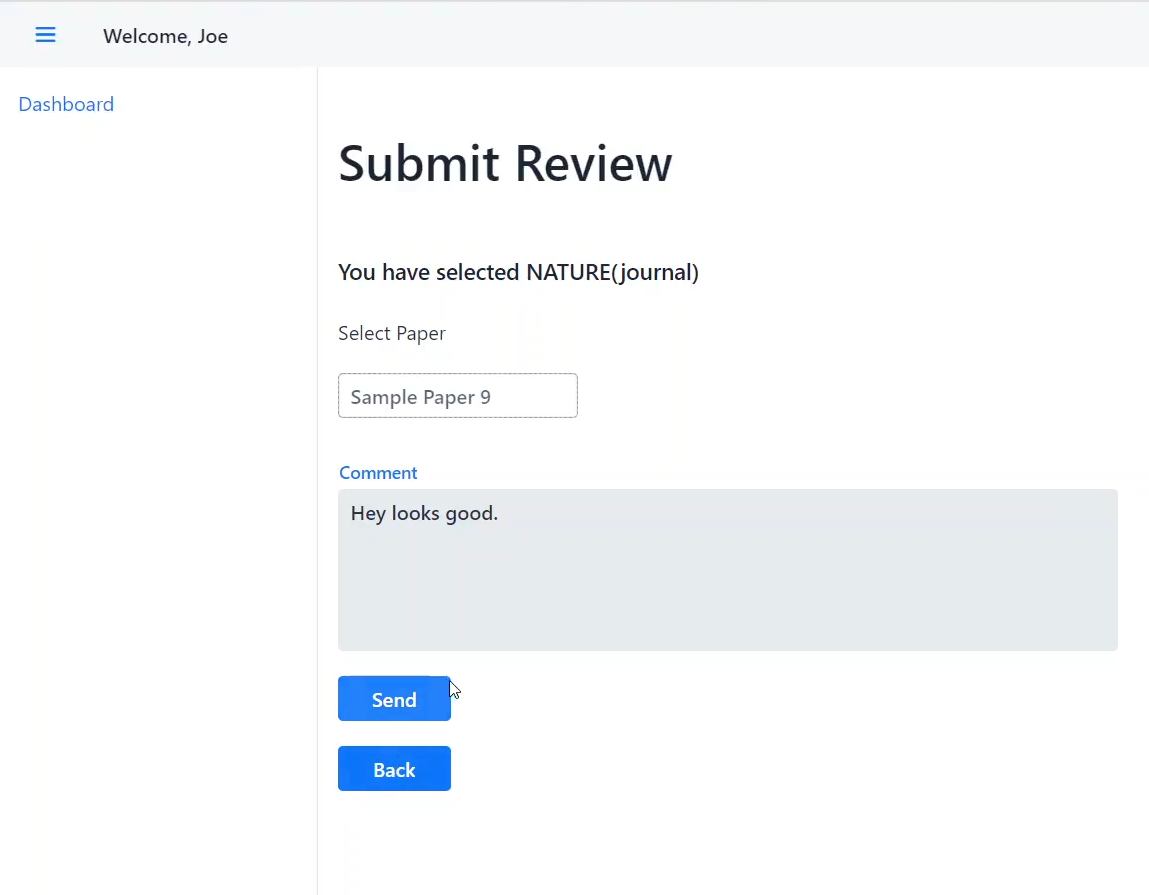 Welcome, Joe
Dashboard
Submit Review
You have selected NATURE(journal)
Select Paper
Sample Paper 9
Comment
Hey looks good.
Send
Back